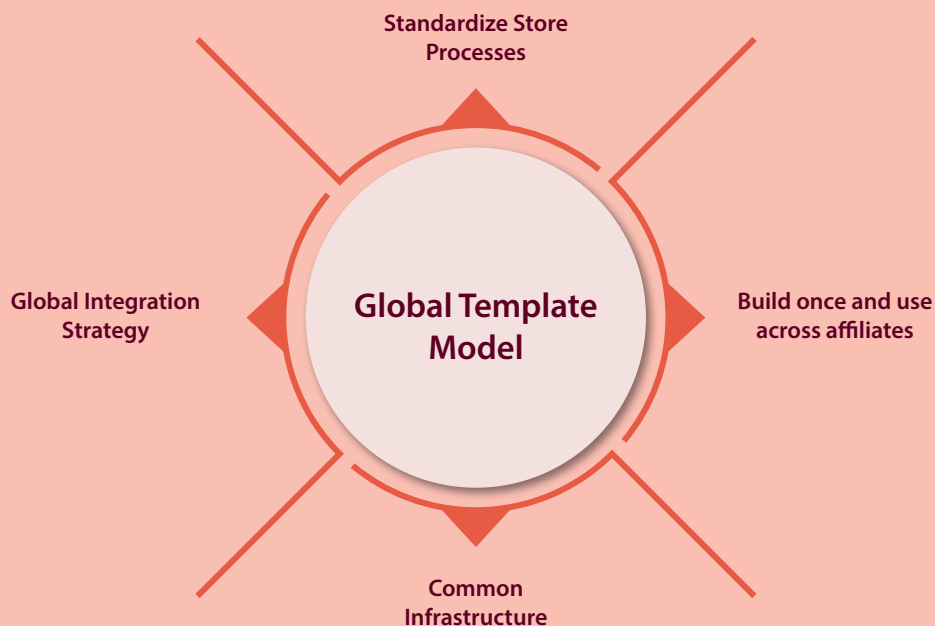 Standardize Store
Processes
Global Integration
Strategy
Global Template
Model
Build once and use
across affiliates
Common
Infrastructure